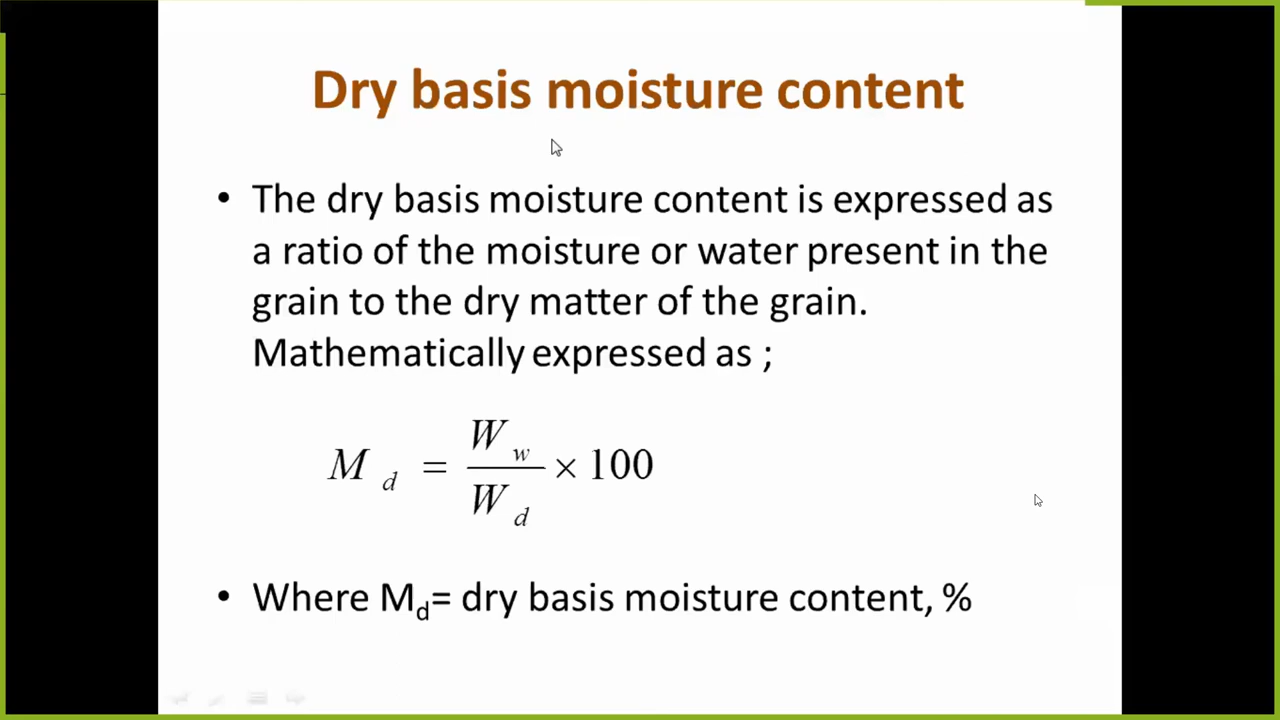 Dry basis moisture content
• The dry basis moisture content is expressed as
a ratio of the moisture or water present in the
grain to the dry matter of the grain.
Mathematically expressed as ;
M_d = W_w / W_d × 100
• Where M_d= dry basis moisture content, %